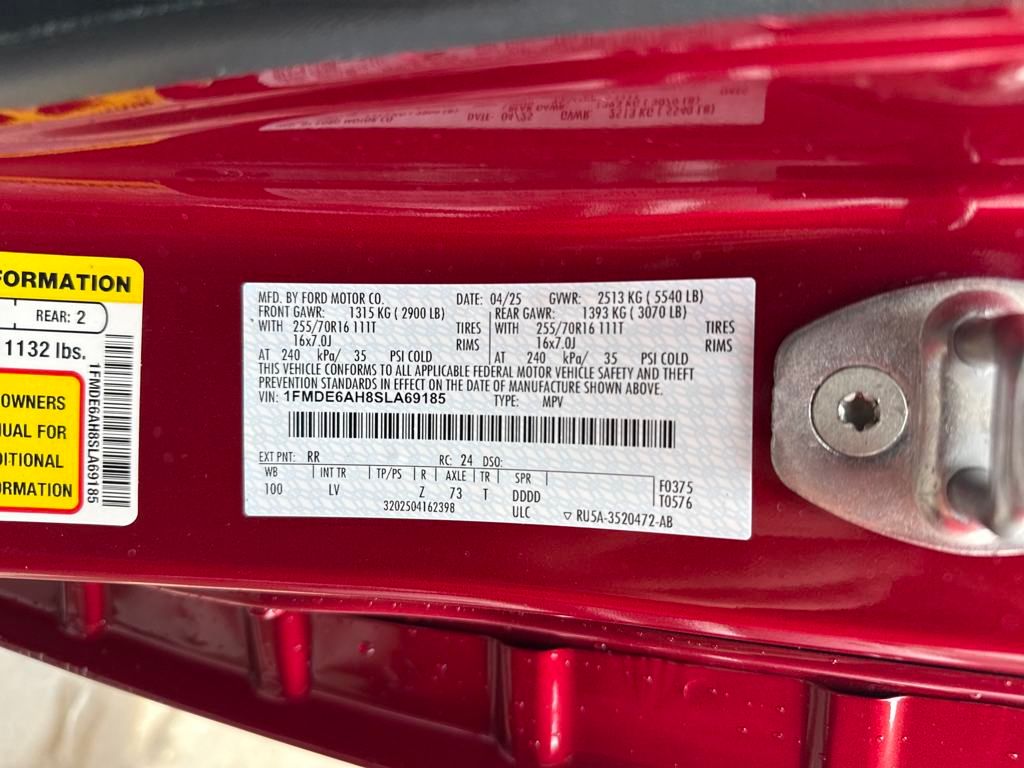 FORMATION
REAR: 2
1132 lbs.
OWNERS
UAL FOR
DITIONAL
ORMATION
1FMDE6AH8SLA69185
MFD. BY FORD MOTOR CO. DATE: 04/25 GVWR: 2513 KG ( 5540 LB)
FRONT GAWR: 1315 KG ( 2900 LB) REAR GAWR: 1393 KG ( 3070 LB)
WITH 255/70R16 111T TIRES WITH 255/70R16 111T TIRES
16x7.0J RIMS 16x7.0J RIMS
AT 240 kPa/ 35 PSI COLD AT 240 kPa/ 35 PSI COLD
THIS VEHICLE CONFORMS TO ALL APPLICABLE FEDERAL MOTOR VEHICLE SAFETY AND THEFT
PREVENTION STANDARDS IN EFFECT ON THE DATE OF MANUFACTURE SHOWN ABOVE.
VIN: 1FMDE6AH8SLA69185 TYPE: MPV
EXT PNT: RR RC: 24 DSO:
WB INT TR TP/PS R AXLE TR SPR
100 LV Z 73 T DDDD
F0375
T0576
3202504162398 ULC ▽ RU5A-3520472-AB